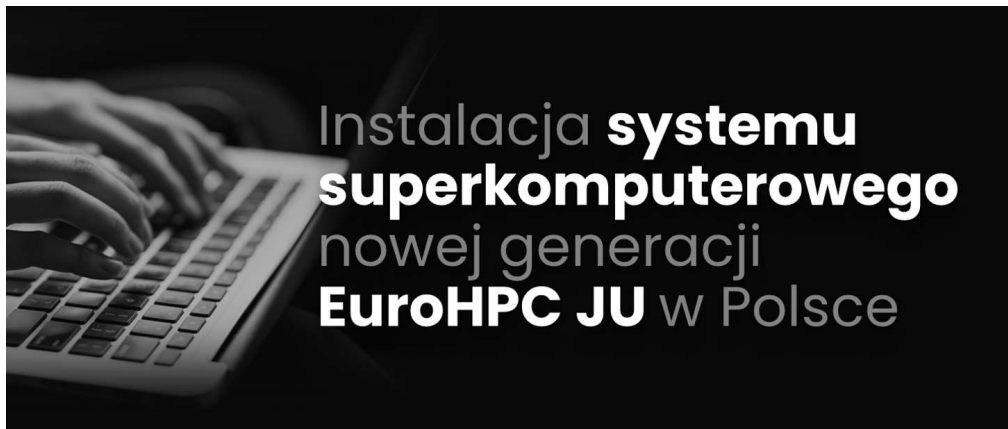 Instalacja systemu
superkomputerowego
nowej generacji
EuroHPC JU w Polsce